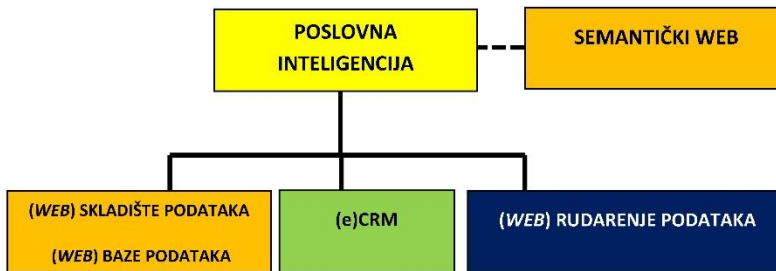 POSLOVNA
INTELIGENCIJA
SEMANTIČKI WEB
(WEB) SKLADIŠTE PODATAKA
(WEB) BAZE PODATAKA
(e)CRM
(WEB) RUDARENJE PODATAKA